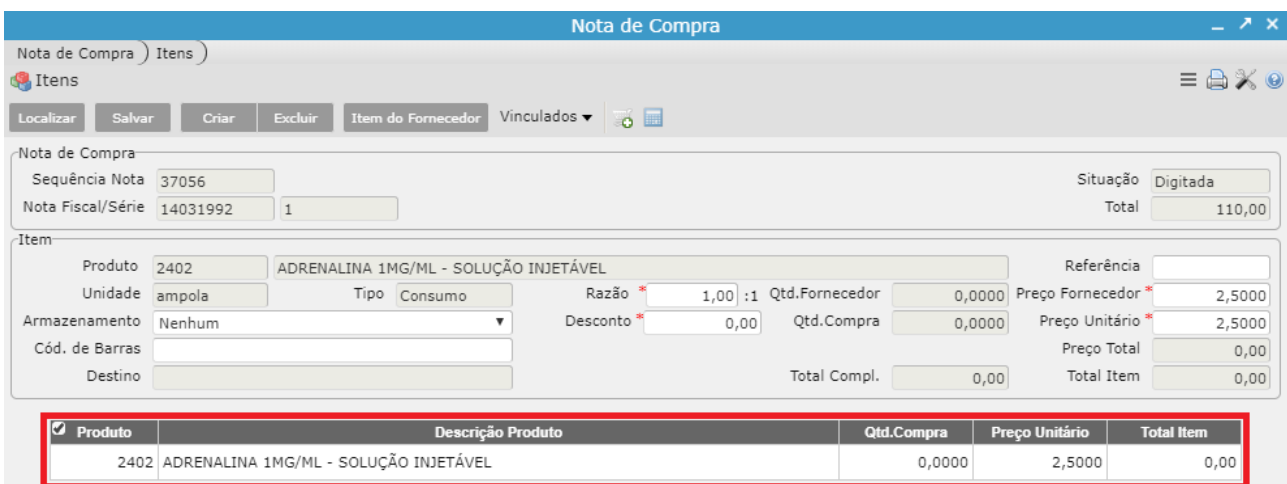 Nota de Compra
Nota de Compra Itens
Itens
Localizar Salvar Criar Excluir Item do Fornecedor Vinculados
Nota de Compra
Sequência Nota 37056 Situação Digitada
Nota Fiscal/Série 14031992 1 Total 110,00
Item
Produto 2402 ADRENALINA 1MG/ML - SOLUÇÃO INJETÁVEL Referência
Unidade ampola Tipo Consumo Razão * 1,00 :1 Qtd.Fornecedor 0,0000 Preço Fornecedor * 2,5000
Armazenamento Nenhum Desconto * 0,00 Qtd.Compra 0,0000 Preço Unitário * 2,5000
Cód. de Barras Preço Total 0,00
Destino Total Compl. 0,00 Total Item 0,00
Produto Descrição Produto Qtd.Compra Preço Unitário Total Item
2402 ADRENALINA 1MG/ML - SOLUÇÃO INJETÁVEL 0,0000 2,5000 0,00